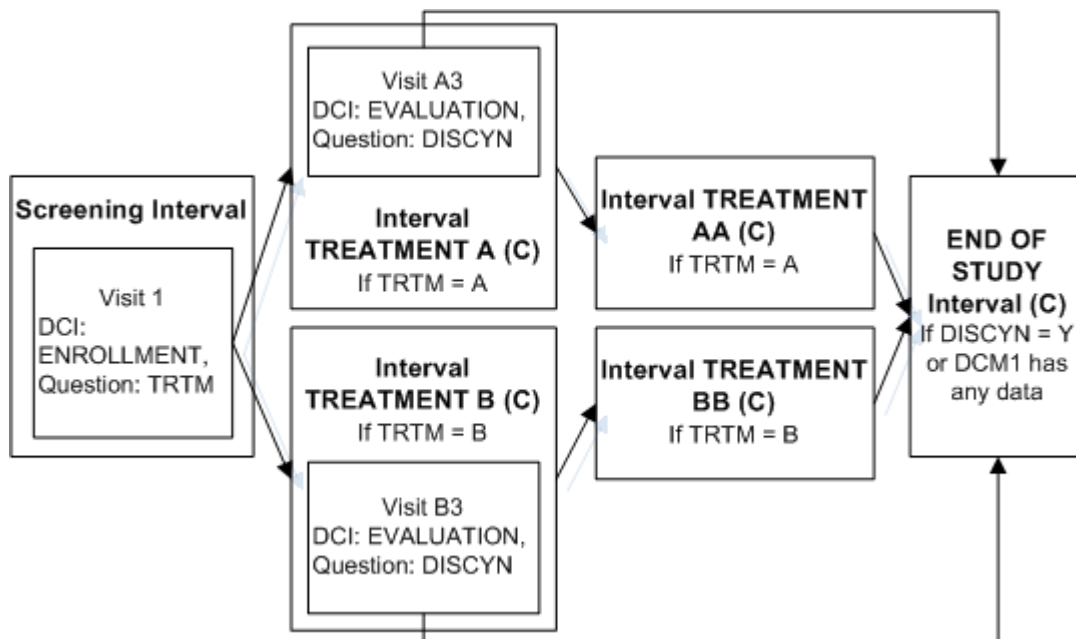 Screening Interval
Visit 1
DCI:
ENROLLMENT,
Question: TRTM
Visit A3
DCI: EVALUATION,
Question: DISCYN
Interval
TREATMENT A (C)
If TRTM = A
Interval
TREATMENT B (C)
If TRTM = B
Visit B3
DCI: EVALUATION,
Question: DISCYN
Interval TREATMENT
AA (C)
If TRTM = A
Interval TREATMENT
BB (C)
If TRTM = B
END OF
STUDY
Interval (C)
If DISCYN = Y
or DCM1 has
any data